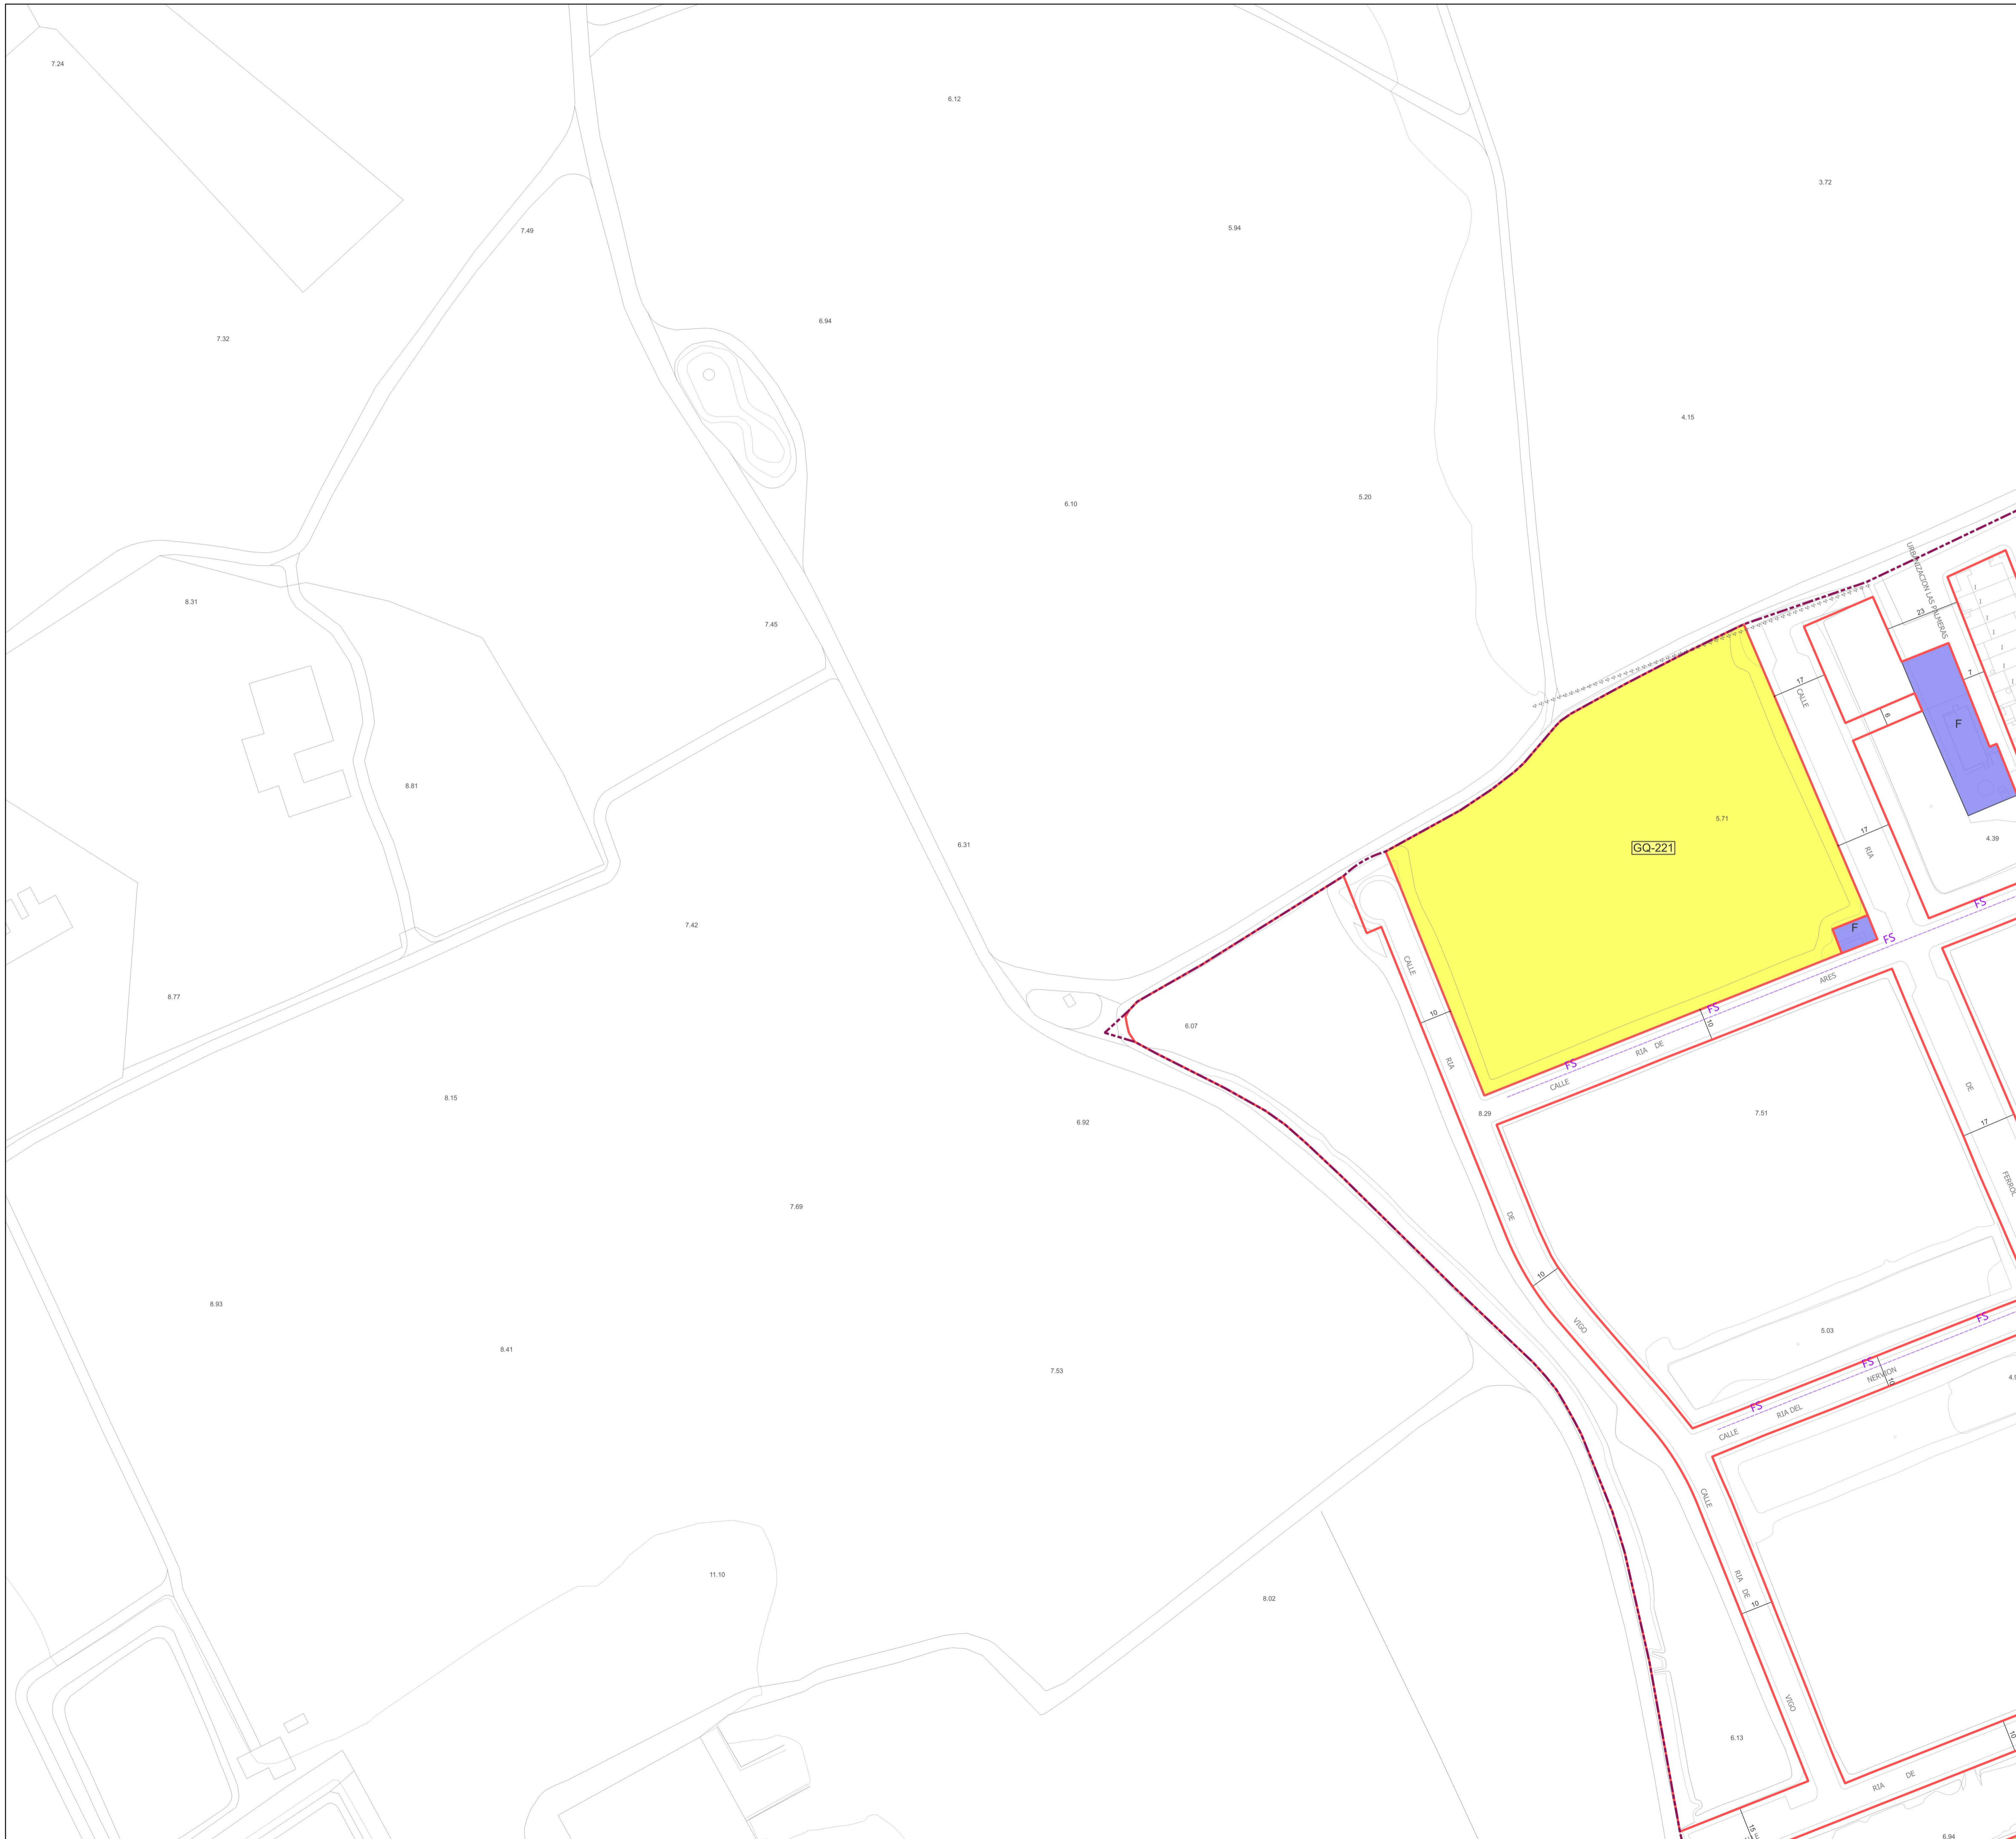 7.24
6.12
3.72
7.49
5.94
6.94
7.32
4.15
5.20
6.10
URBANIZACION LAS PALMERAS
8.31
23
I
I
I
I
I
I
I
7.45
7
17
CALLE
6
F
8.81
5.71
17
4.39
6.31
GQ-221
RIA
FS
7.42
F
FS
CALLE
ARES
8.77
FS
10
10
6.07
RIA DE
RIA
FS
CALLE
DE
8.15
8.29
7.51
6.92
17
FERROL
7.69
DE
10
8.93
VIGO
5.03
FS
8.41
FS
7.53
NERVION
10
FS
RIA DEL
CALLE
CALLE
11.10
RIA DE
8.02
10
VIGO
6.13
10
RIA DE
15
6.94